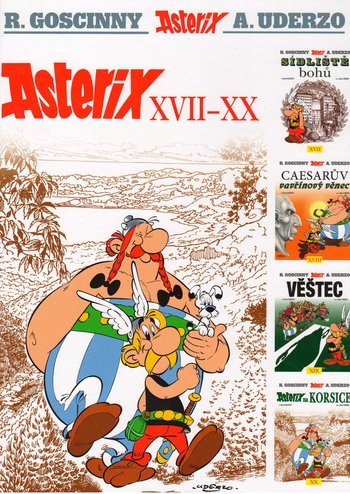 R. GOSCINNY Asterix A. UDERZO
Asterix XVII-XX
R. GOSCINNY Asterix A. UDERZO
SÍDLIŠTĚ
bohů
XVII
R. GOSCINNY Asterix A. UDERZO
CAESARŮV
vavřínový věnec
XVIII
R. GOSCINNY Asterix A. UDERZO
VĚŠTEC
XIX
R. GOSCINNY Asterix A. UDERZO
Asterix na KORSICE
XX
UDERZO